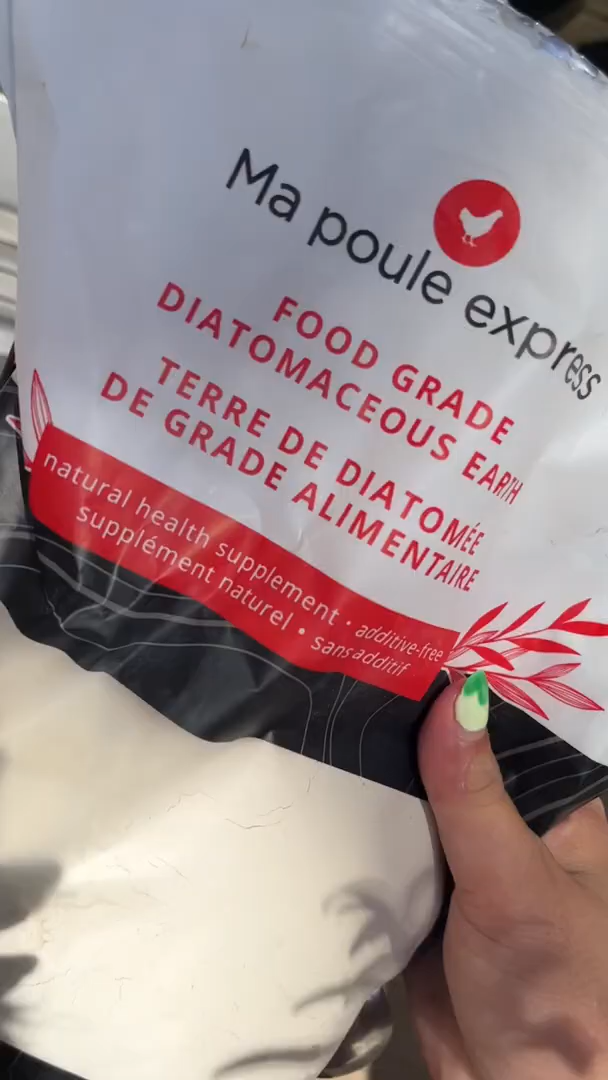 Ma poule express
FOOD GRADE
DIATOMACEOUS EARTH
TERRE DE DIATOMÉE
DE GRADE ALIMENTAIRE
natural health supplement • additive-free
supplément naturel • sans additif